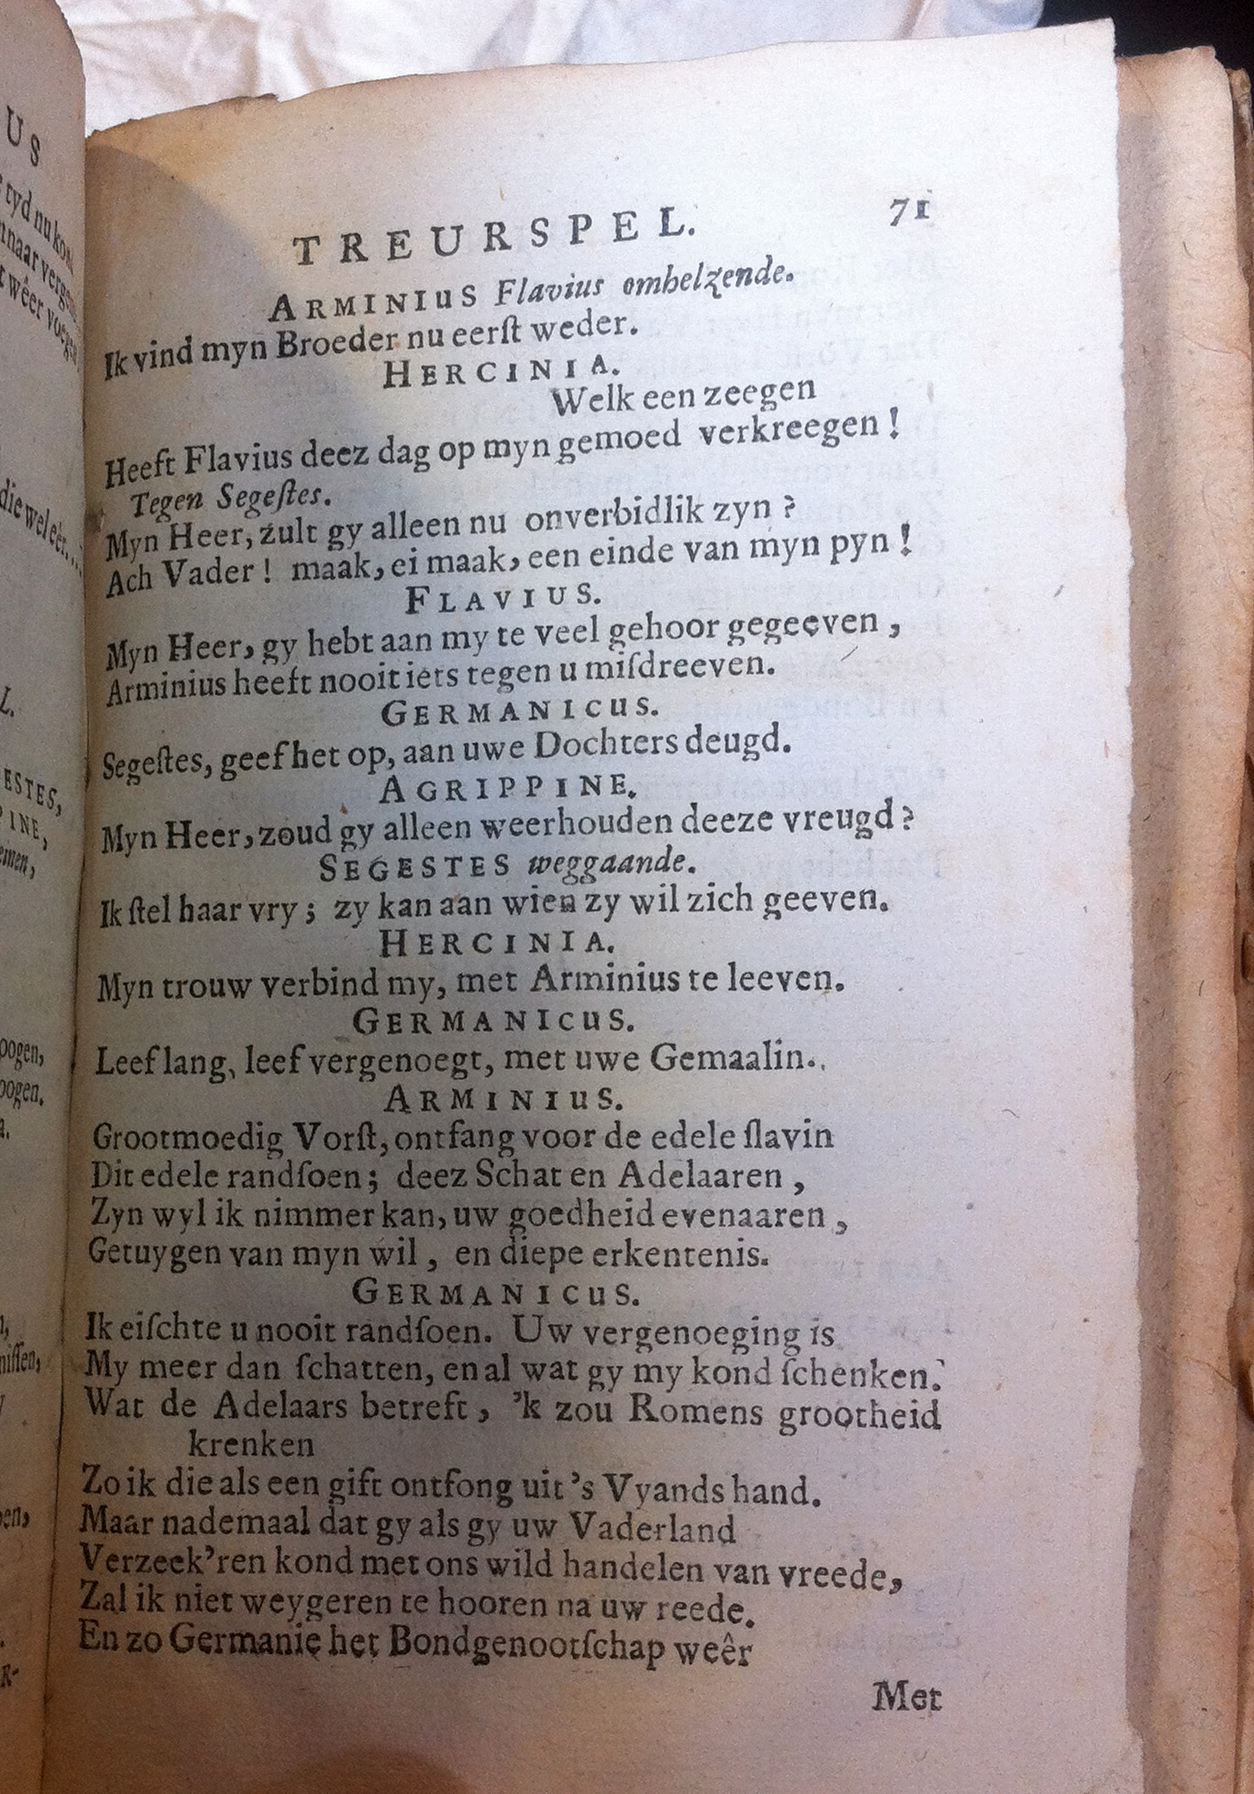 TREURSPEL. 71
ARMINIUS Flavius omhelzende.
Ik vind myn Broeder nu eerſt weder.
HERCINIA.
Welk een zeegen
Heeft Flavius deez dag op myn gemoed verkreegen!
Tegen Segeſtes.
Myn Heer, zult gy alleen nu onverbidlik zyn?
Ach Vader! maak, ei maak, een einde van myn pyn!
FLAVIUS.
Myn Heer, gy hebt aan my te veel gehoor gegeeven,
Arminius heeft nooit iets tegen u miſdreeven.
GERMANICUS.
Segeſtes, geef het op, aan uwe Dochters deugd.
AGRIPPINE.
Myn Heer, zoud gy alleen weerhouden deeze vreugd?
SEGESTES weggaande.
Ik ſtel haar vry; zy kan aan wien zy wil zich geeven.
HERCINIA.
Myn trouw verbind my, met Arminius te leeven.
GERMANICUS.
Leef lang, leef vergenoegt, met uwe Gemaalin.
ARMINIUS.
Grootmoedig Vorſt, ontfang voor de edele ſlavin
Dit edele randſoen; deez Schat en Adelaaren,
Zyn wyl ik nimmer kan, uw goedheid evenaaren,
Getuygen van myn wil, en diepe erkentenis.
GERMANICUS.
Ik eiſchte u nooit randſoen. Uw vergenoeging is
My meer dan ſchatten, en al wat gy my kond ſchenken.
Wat de Adelaars betreft, 'k zou Romens grootheid
krenken
Zo ik die als een gift ontfong uit 's Vyands hand.
Maar nademaal dat gy als gy uw Vaderland
Verzeek'ren kond met ons wild handelen van vreede,
Zal ik niet weygeren te hooren na uw reede.
En zo Germanie het Bondgenootſchap weêr
Met